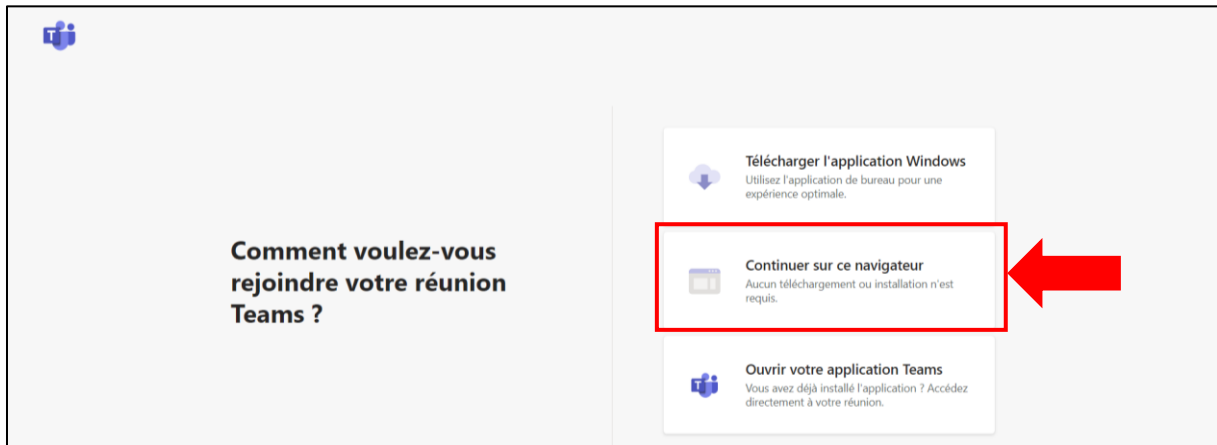 Comment voulez-vous
rejoindre votre réunion
Teams ?
Télécharger l'application Windows
Utilisez l'application de bureau pour une
expérience optimale.
Continuer sur ce navigateur
Aucun téléchargement ou installation n'est
requis.
Ouvrir votre application Teams
Vous avez déjà installé l'application ? Accédez
directement à votre réunion.